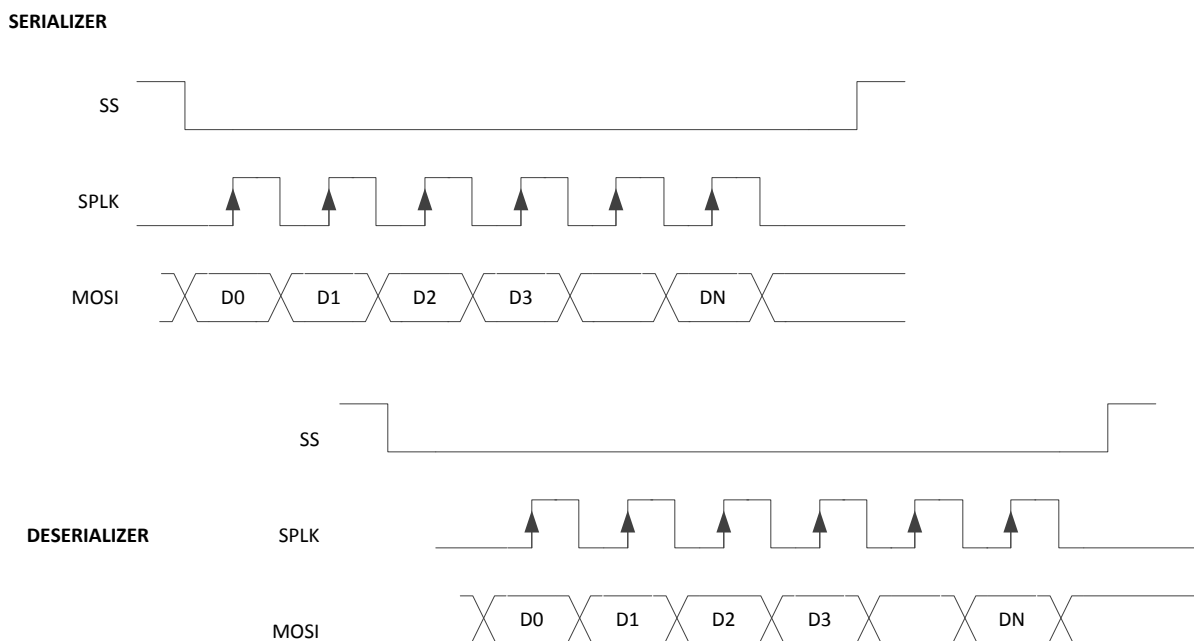 SERIALIZER
SS
SPLK
MOSI D0 D1 D2 D3 DN
SS
DESERIALIZER SPLK
MOSI D0 D1 D2 D3 DN